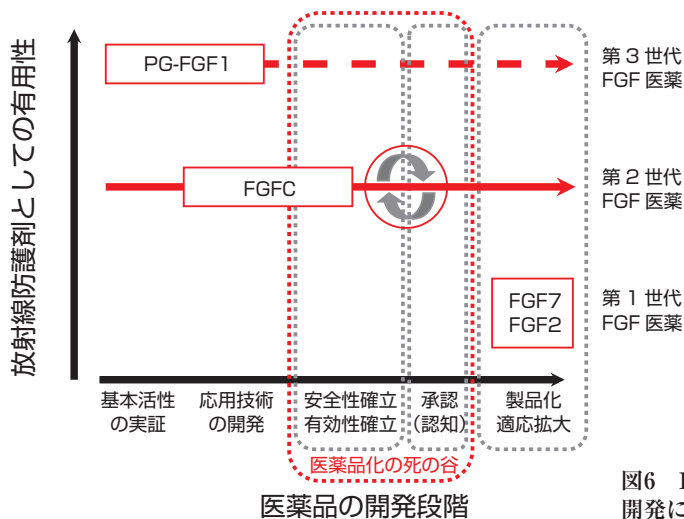 放射線防護剤としての有用性
PG-FGF1
第３世代
FGF 医薬
FGFC
第２世代
FGF 医薬
FGF7
FGF2
第１世代
FGF 医薬
基本活性
の実証
応用技術
の開発
安全性確立
有効性確立
承認
（認知）
製品化
適応拡大
医薬品化の死の谷
医薬品の開発段階
図6
開発に